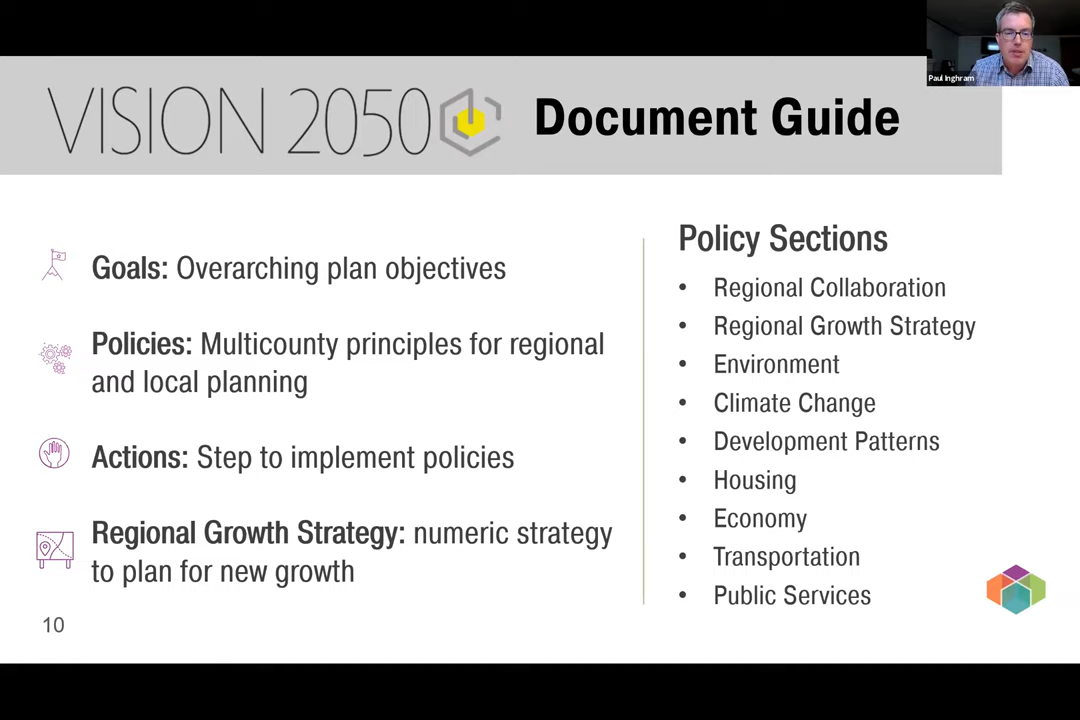 Paul Inghram
VISION 2050 Document Guide
Goals: Overarching plan objectives
Policies: Multicounty principles for regional
and local planning
Actions: Step to implement policies
Regional Growth Strategy: numeric strategy
to plan for new growth
10
Policy Sections
• Regional Collaboration
• Regional Growth Strategy
• Environment
• Climate Change
• Development Patterns
• Housing
• Economy
• Transportation
• Public Services